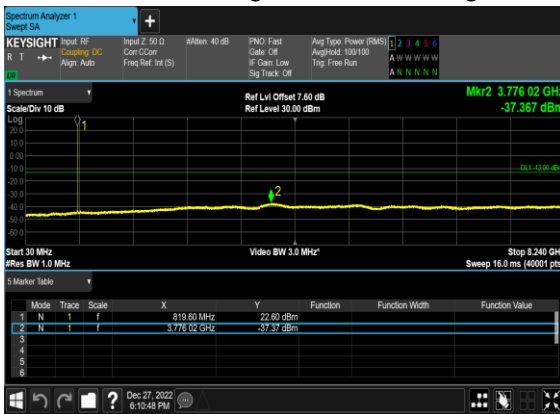 Spectrum Analyzer 1
Swept SA
KEYSIGHT
R T
LV
Input: RF
Coupling: DC
Align: Auto
Input Z: 50 Ω
Corr CCorr
Freq Ref: Int (S)
#Atten: 40 dB
PNO: Fast
Gate: Off
IF Gain: Low
Sig Track: Off
Avg Type: Power (RMS)
Avg|Hold: 100/100
Trig: Free Run
1 2 3 4 5 6
A W W W W W
A N N N N N
1 Spectrum
Scale/Div 10 dB
Ref Lvl Offset 7.60 dB
Ref Level 30.00 dBm
Mkr2 3.776 02 GHz
-37.367 dBm
Log
20.0
10.0
0.00
-10.0
-20.0
-30.0
-40.0
-50.0
-60.0
1
2
DL1 -13.00 dBm
Start 30 MHz
#Res BW 1.0 MHz
Video BW 3.0 MHz*
Stop 8.240 GHz
Sweep 16.0 ms (40001 pts)
5 Marker Table
Mode Trace Scale X Y Function Function Width Function Value
1 N 1 f 819.60 MHz 22.60 dBm
2 N 1 f 3.776 02 GHz -37.37 dBm
3
4
5
6
?
Dec 27, 2022
6:10:48 PM